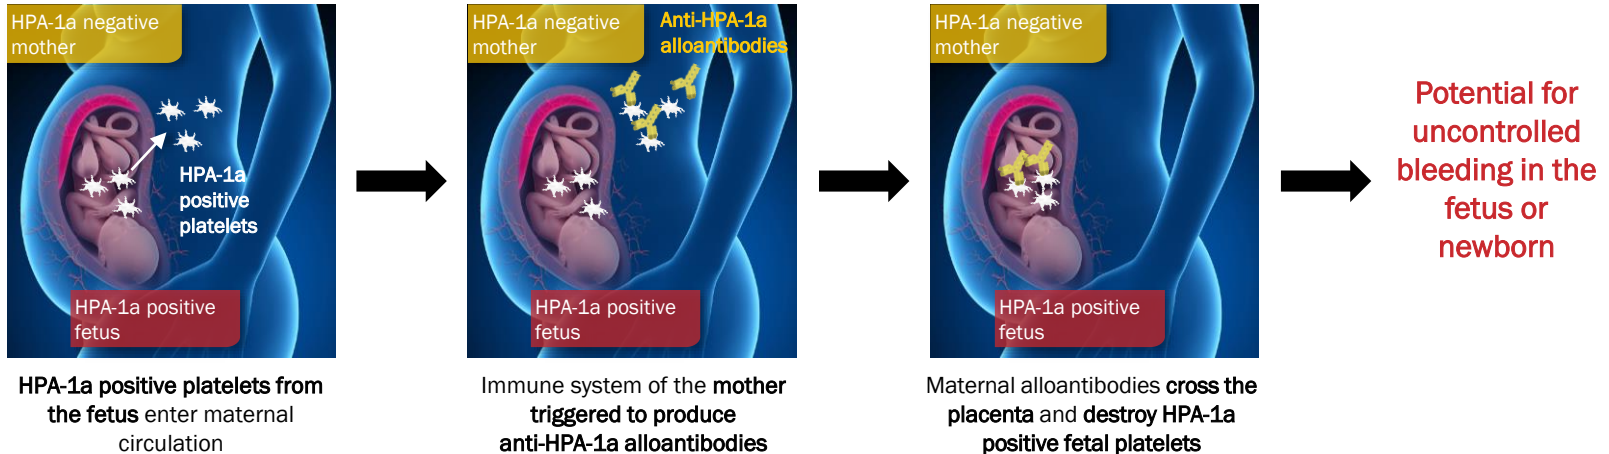 HPA-1a negative
mother
HPA-1a
positive
platelets
HPA-1a positive
fetus
HPA-1a positive platelets from
the fetus enter maternal
circulation
HPA-1a negative
mother
Anti-HPA-1a
alloantibodies
HPA-1a positive
fetus
Immune system of the mother
triggered to produce
anti-HPA-1a alloantibodies
HPA-1a negative
mother
HPA-1a positive
fetus
Maternal alloantibodies cross the
placenta and destroy HPA-1a
positive fetal platelets
Potential for
uncontrolled
bleeding in the
fetus or
newborn